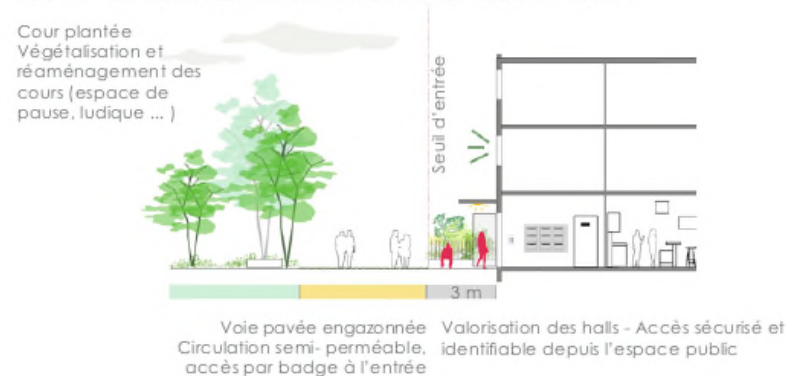 Cour plantée
Végétalisation et
réaménagement des
cours (espace de
pause, ludique ... )
Seuil d'entrée
3 m
Voie pavée engazonnée
Circulation semi- perméable,
accès par badge à l'entrée
Valorisation des halls - Accès sécurisé et
identifiable depuis l'espace public